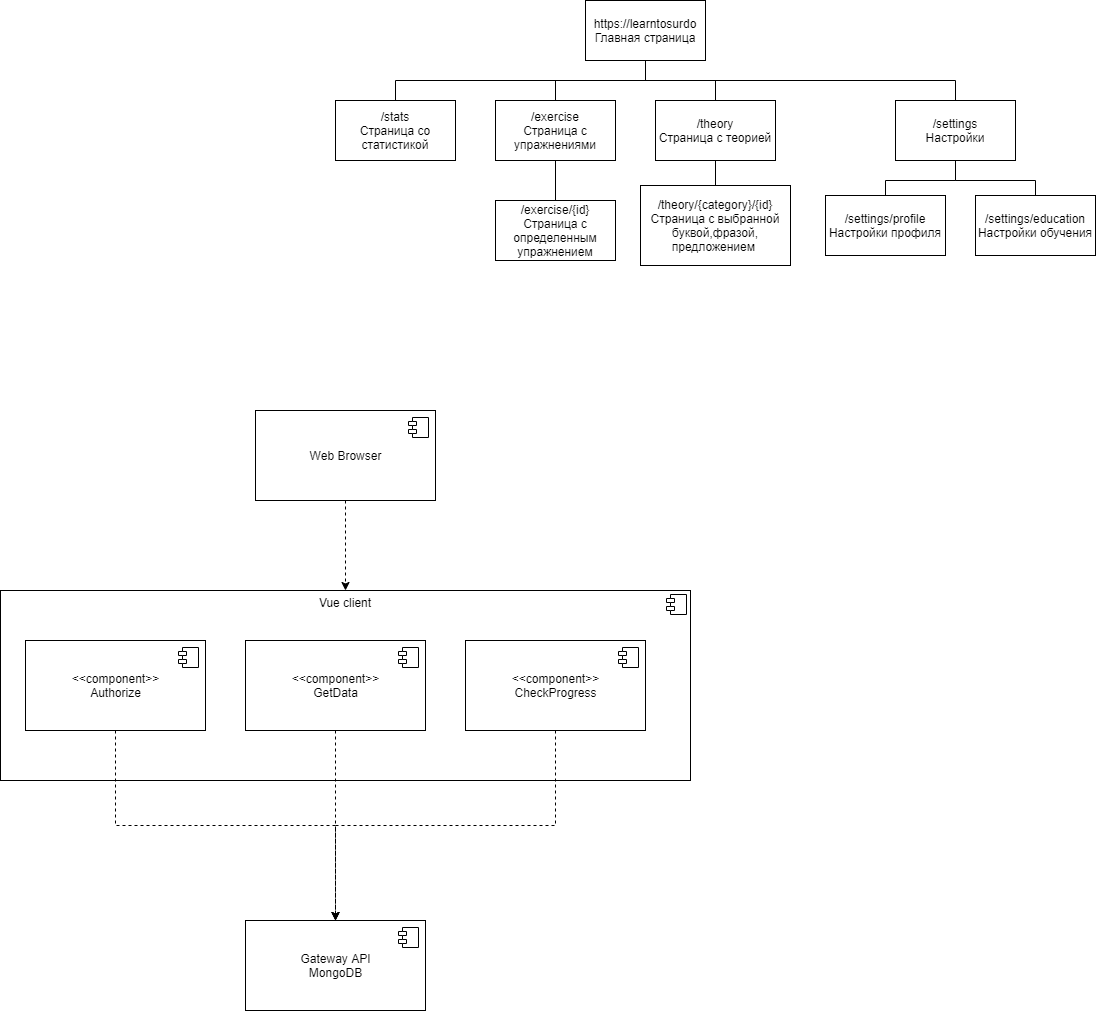 https://learntosurdo
Главная страница
/stats
Страница со
статистикой
/exercise
Страница с
упражнениями
/theory
Страница с теорией
/settings
Настройки
/exercise/{id}
Страница с
определенным
упражнением
/theory/{category}/{id}
Страница с выбранной
буквой,фразой,
предложением
/settings/profile
Настройки профиля
/settings/education
Настройки обучения
Web Browser
Vue client
<<component>>
Authorize
<<component>>
GetData
<<component>>
CheckProgress
Gateway API
MongoDB